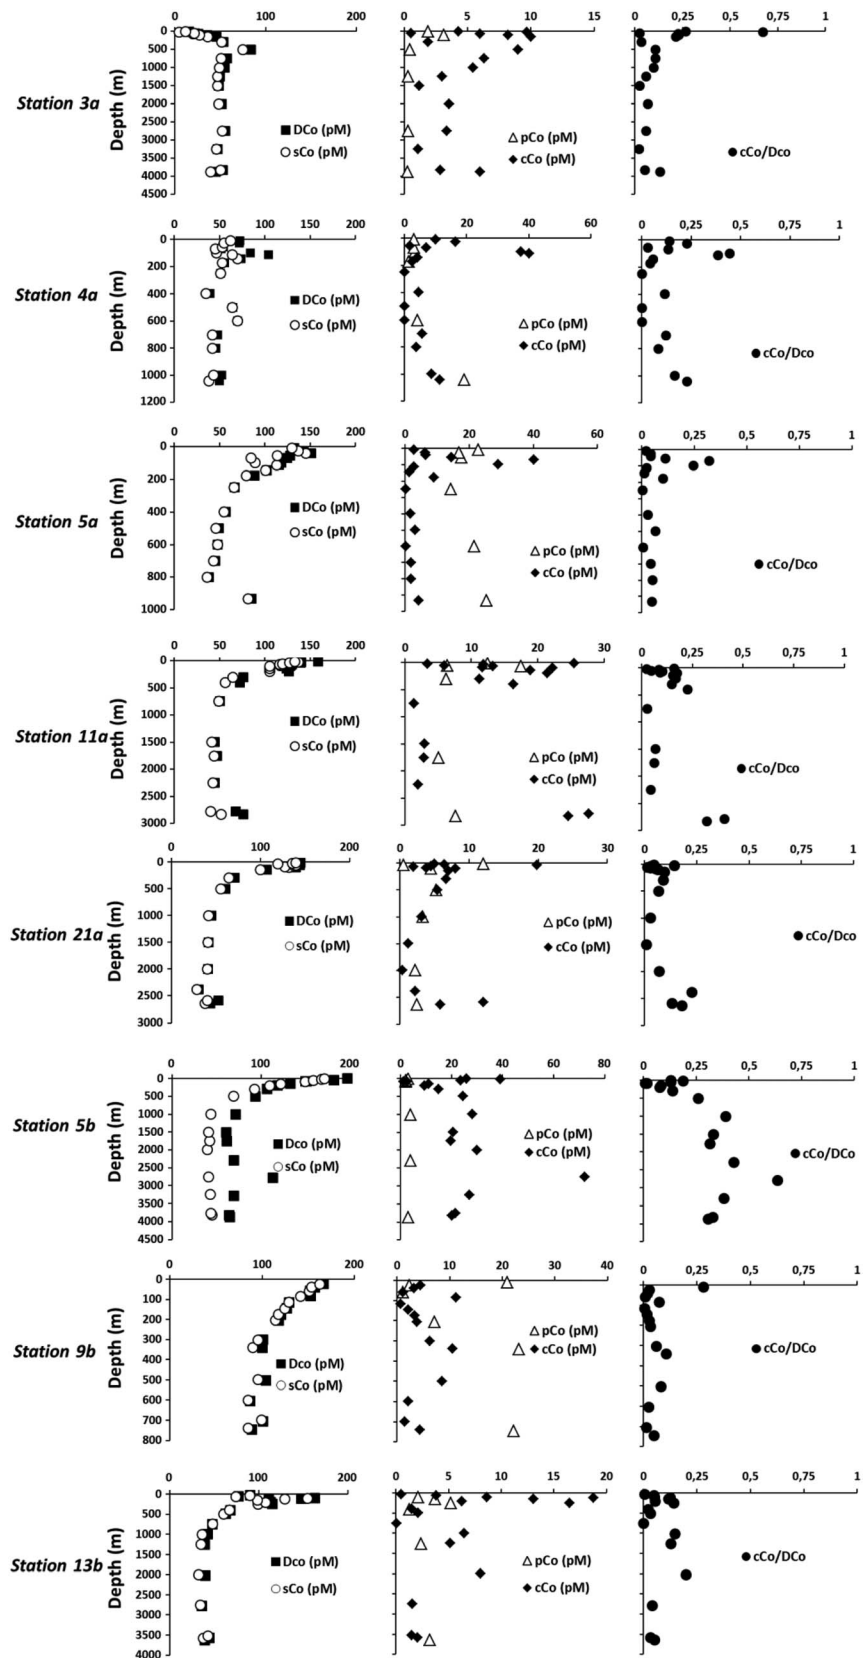 0 50 100 150 200 0 5 10 15 0 0,25 0,5 0,75 1
0
500
1000
1500
2000
2500
3000
3500
4000
4500
Station 3a
Depth (m)
DCo (pM)
sCo (pM)
pCo (pM)
cCo (pM)
cCo/Dco
0 50 100 150 200 0 20 40 60 0 0,25 0,5 0,75 1
0
200
400
600
800
1000
1200
Station 4a
Depth (m)
DCo (pM)
sCo (pM)
pCo (pM)
cCo (pM)
cCo/Dco
0 50 100 150 200 0 20 40 60 0 0,25 0,5 0,75 1
0
200
400
600
800
1000
Station 5a
Depth (m)
DCo (pM)
sCo (pM)
pCo (pM)
cCo (pM)
cCo/Dco
0 50 100 150 200 0 10 20 30 0 0,25 0,5 0,75 1
0
500
1000
1500
2000
2500
3000
Station 11a
Depth (m)
DCo (pM)
sCo (pM)
pCo (pM)
cCo (pM)
cCo/Dco
0 100 200 0 10 20 30 0 0,25 0,5 0,75 1
0
500
1000
1500
2000
2500
3000
Station 21a
Depth (m)
DCo (pM)
sCo (pM)
pCo (pM)
cCo (pM)
cCo/Dco
0 100 200 0 20 40 60 80 0 0,25 0,5 0,75 1
0
500
1000
1500
2000
2500
3000
3500
4000
4500
Station 5b
Depth (m)
Dco (pM)
sCo (pM)
pCo (pM)
cCo (pM)
cCo/DCo
0 100 200 0 10 20 30 40 0 0,25 0,5 0,75 1
0
100
200
300
400
500
600
700
800
Station 9b
Depth (m)
Dco (pM)
sCo (pM)
pCo (pM)
cCo (pM)
cCo/DCo
0 100 200 0 5 10 15 20 0 0,25 0,5 0,75 1
0
500
1000
1500
2000
2500
3000
3500
4000
Station 13b
Depth (m)
Dco (pM)
sCo (pM)
pCo (pM)
cCo (pM)
cCo/DCo